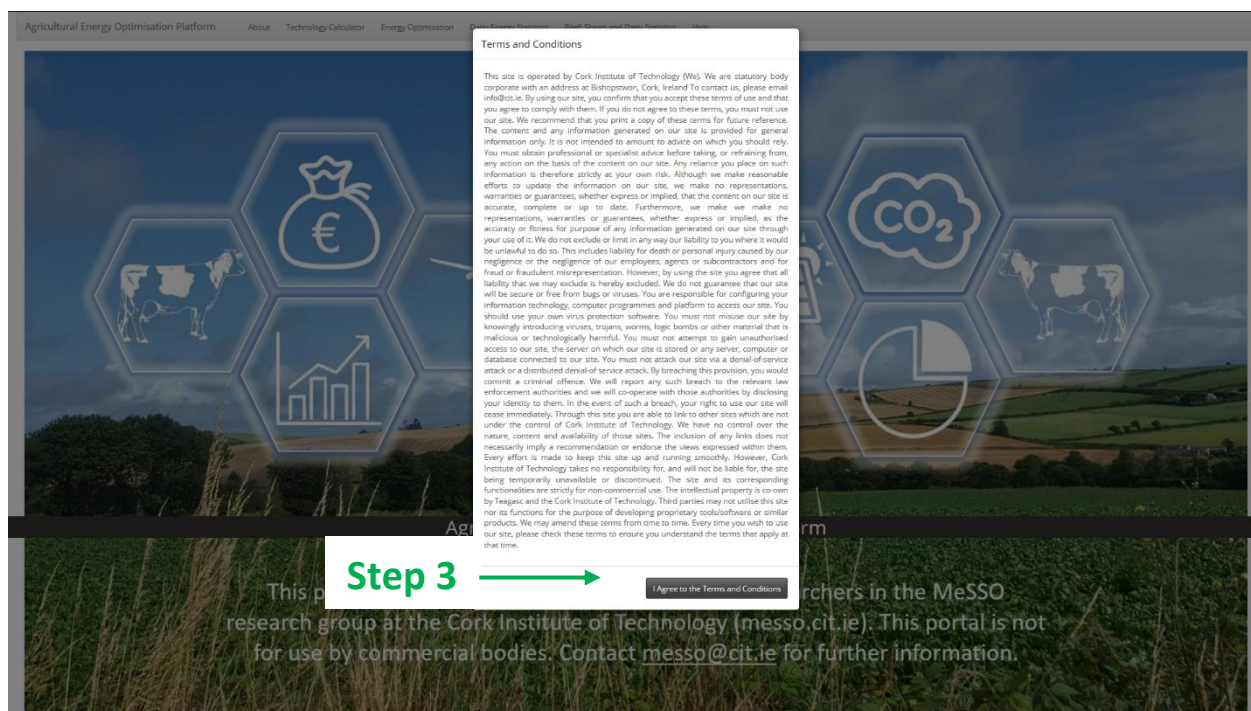 Agricultural Energy Optimisation Platform About Technology Calculator Energy Optimisation Dairy Energy Statistics Beef, Sheep and Dairy Statistics Help
Terms and Conditions
This site is operated by Cork Institute of Technology (We). We are statutory body
corporate with an address at Bishopstwon, Cork, Ireland To contact us, please email
info@cit.ie. By using our site, you confirm that you accept these terms of use and that
you agree to comply with them. If you do not agree to these terms, you must not use
our site. We recommend that you print a copy of these terms for future reference.
The content and any information generated on our site is provided for general
information only. It is not intended to amount to advice on which you should rely.
You must obtain professional or specialist advice before taking, or refraining from,
any action on the basis of the content on our site. Any reliance you place on such
information is therefore strictly at your own risk. Although we make reasonable
efforts to update the information on our site, we make no representations,
warranties or guarantees, whether express or implied, that the content on our site is
accurate, complete or up to date. Furthermore, we make we make no
representations, warranties or guarantees, whether express or implied, as the
accuracy or fitness for purpose of any information generated on our site through
your use of it. We do not exclude or limit in any way our liability to you where it would
be unlawful to do so. This includes liability for death or personal injury caused by our
negligence or the negligence of our employees, agents or subcontractors and for
fraud or fraudulent misrepresentation. However, by using the site you agree that all
liability that we may exclude is hereby excluded. We do not guarantee that our site
will be secure or free from bugs or viruses. You are responsible for configuring your
information technology, computer programmes and platform to access our site. You
should use your own virus protection software. You must not misuse our site by
knowingly introducing viruses, trojans, worms, logic bombs or other material that is
malicious or technologically harmful. You must not attempt to gain unauthorised
access to our site, the server on which our site is stored or any server, computer or
database connected to our site. You must not attack our site via a denial-of-service
attack or a distributed denial-of service attack. By breaching this provision, you would
commit a criminal offence. We will report any such breach to the relevant law
enforcement authorities and we will co-operate with those authorities by disclosing
your identity to them. In the event of such a breach, your right to use our site will
cease immediately. Through this site you are able to link to other sites which are not
under the control of Cork Institute of Technology. We have no control over the
nature, content and availability of those sites. The inclusion of any links does not
necessarily imply a recommendation or endorse the views expressed within them.
Every effort is made to keep this site up and running smoothly. However, Cork
Institute of Technology takes no responsibility for, and will not be liable for, the site
being temporarily unavailable or discontinued. The site and its corresponding
functionalities are strictly for non-commercial use. The intellectual property is co-own
by Teagasc and the Cork Institute of Technology. Third parties may not utilise this site
nor its functions for the purpose of developing proprietary tools/software or similar
products. We may amend these terms from time to time. Every time you wish to use
our site, please check these terms to ensure you understand the terms that apply at
that time.
€
CO2
Step 3
I Agree to the Terms and Conditions
This
research group at the Cork Institute of Technology (messo.cit.ie). This portal is not
for use by commercial bodies. Contact messo@cit.ie for further information.
in the MeSSO